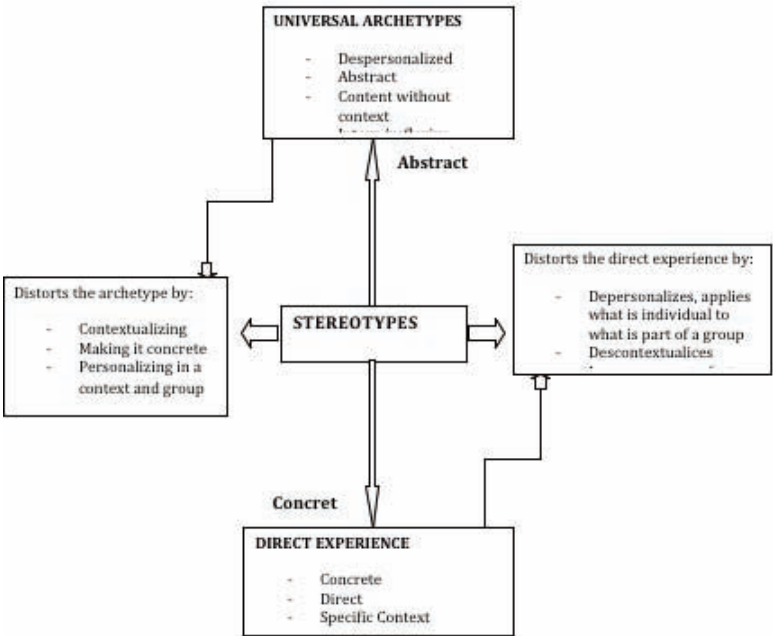 UNIVERSAL ARCHETYPES
- Despersonalized
- Abstract
- Content without
context
Abstract
Distorts the archetype by:
- Contextualizing
- Making it concrete
- Personalizing in a
context and group
STEREOTYPES
Distorts the direct experience by:
- Depersonalizes, applies
what is individual to
what is part of a group
- Descontextualices
Concret
DIRECT EXPERIENCE
- Concrete
- Direct
- Specific Context